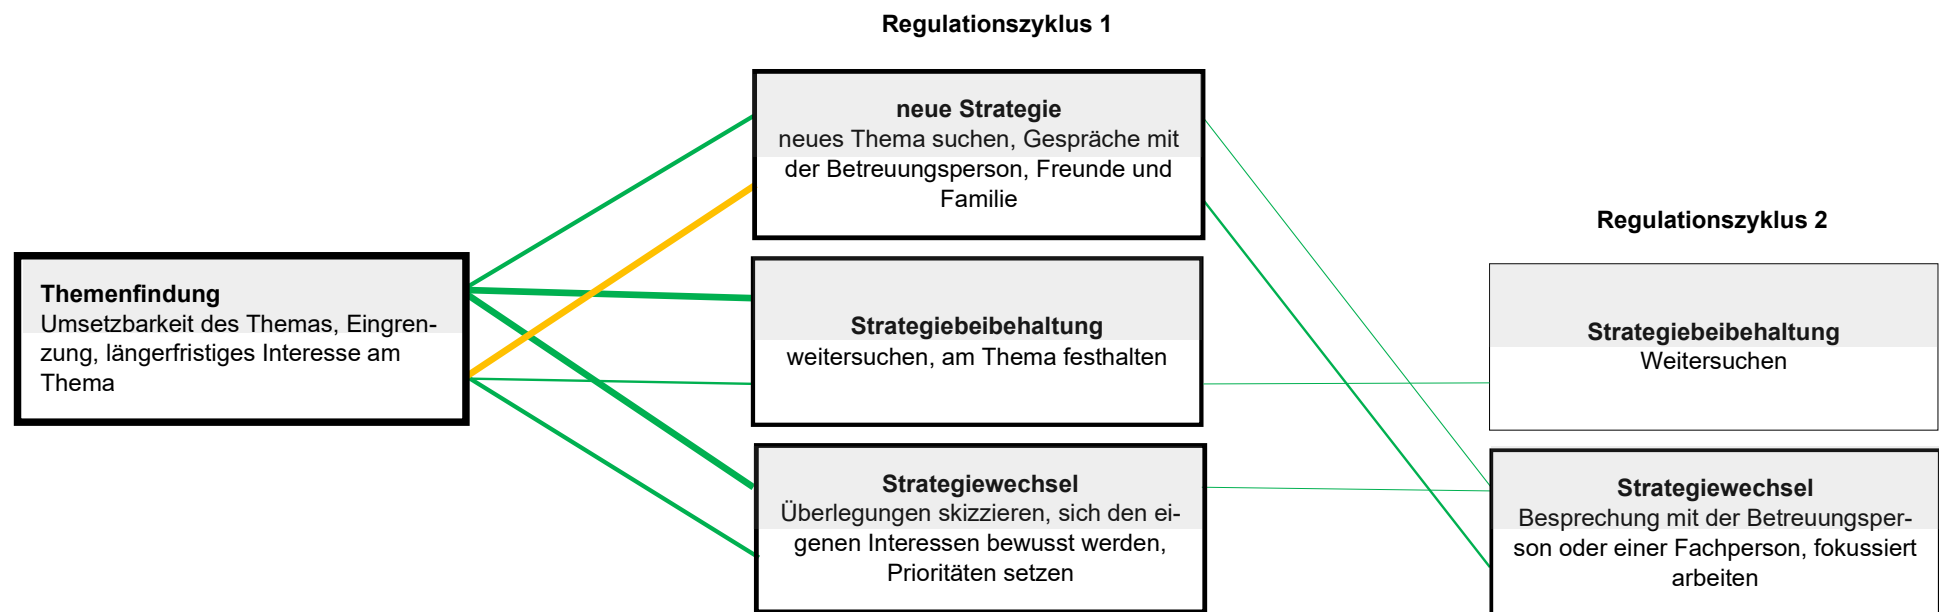 Regulationszyklus 1
neue Strategie
neues Thema suchen, Gespräche mit
der Betreuungsperson, Freunde und
Familie
Regulationszyklus 2
Themenfindung
Umsetzbarkeit des Themas, Eingren-
zung, längerfristiges Interesse am
Thema
Strategiebeibehaltung
weitersuchen, am Thema festhalten
Strategiebeibehaltung
Weitersuchen
Strategiewechsel
Überlegungen skizzieren, sich den ei-
genen Interessen bewusst werden,
Prioritäten setzen
Strategiewechsel
Besprechung mit der Betreuungsper-
son oder einer Fachperson, fokussiert
arbeiten